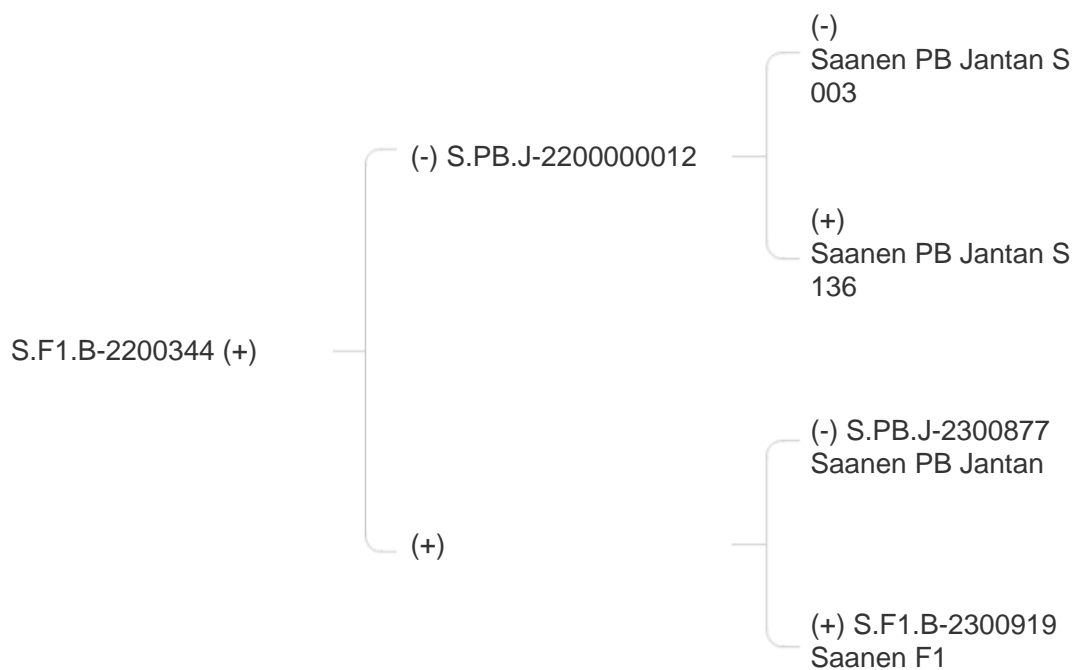 (-)
Saanen PB Jantan S
003
(-) S.PB.J-2200000012
(+)
Saanen PB Jantan S
136
S.F1.B-2200344 (+)
(-) S.PB.J-2300877
Saanen PB Jantan
(+)
(+) S.F1.B-2300919
Saanen F1